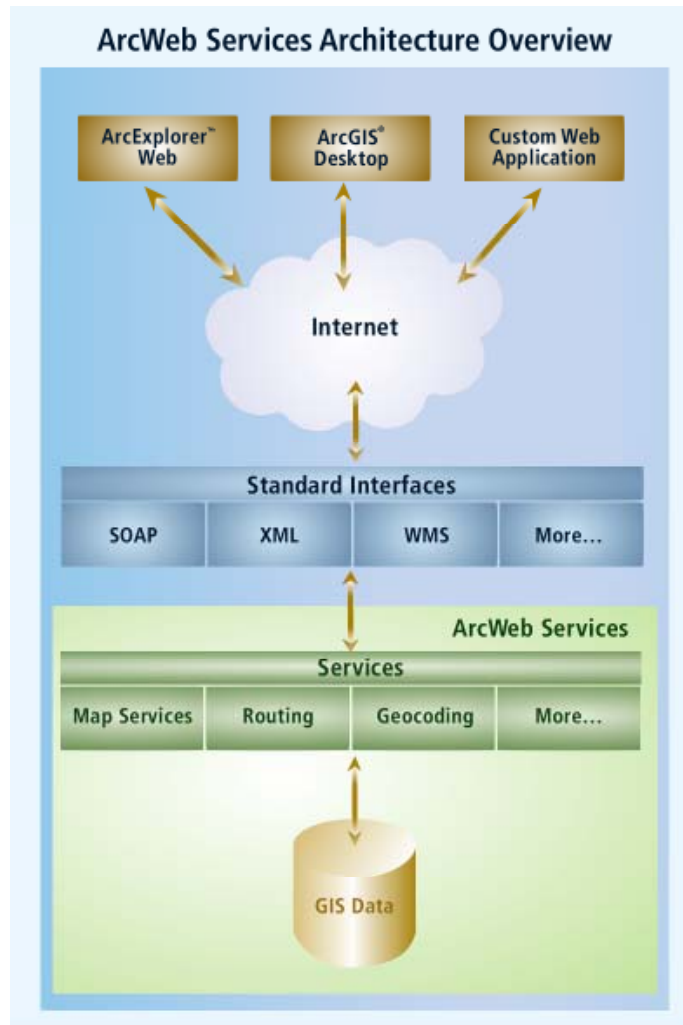 ArcWeb Services Architecture Overview
ArcExplorer™
Web
ArcGIS®
Desktop
Custom Web
Application
Internet
Standard Interfaces
SOAP
XML
WMS
More...
ArcWeb Services
Services
Map Services
Routing
Geocoding
More...
GIS Data